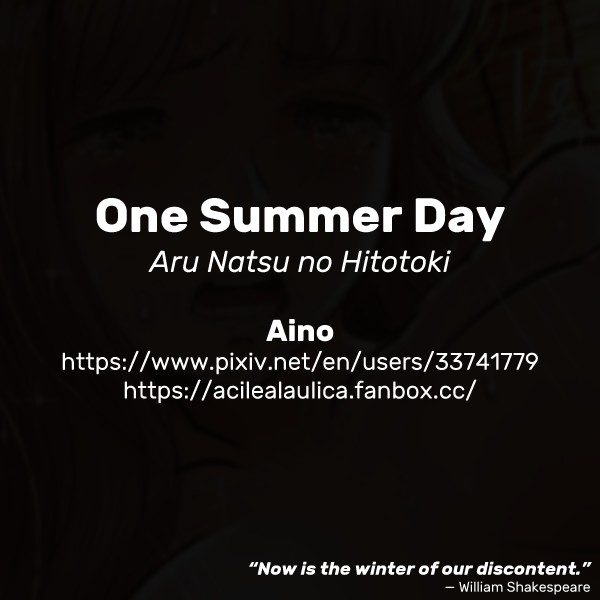 One Summer Day
Aru Natsu no Hitotoki
Aino
https://www.pixiv.net/en/users/33741779
https://acilealaulica.fanbox.cc/
“Now is the winter of our discontent.”
— William Shakespeare